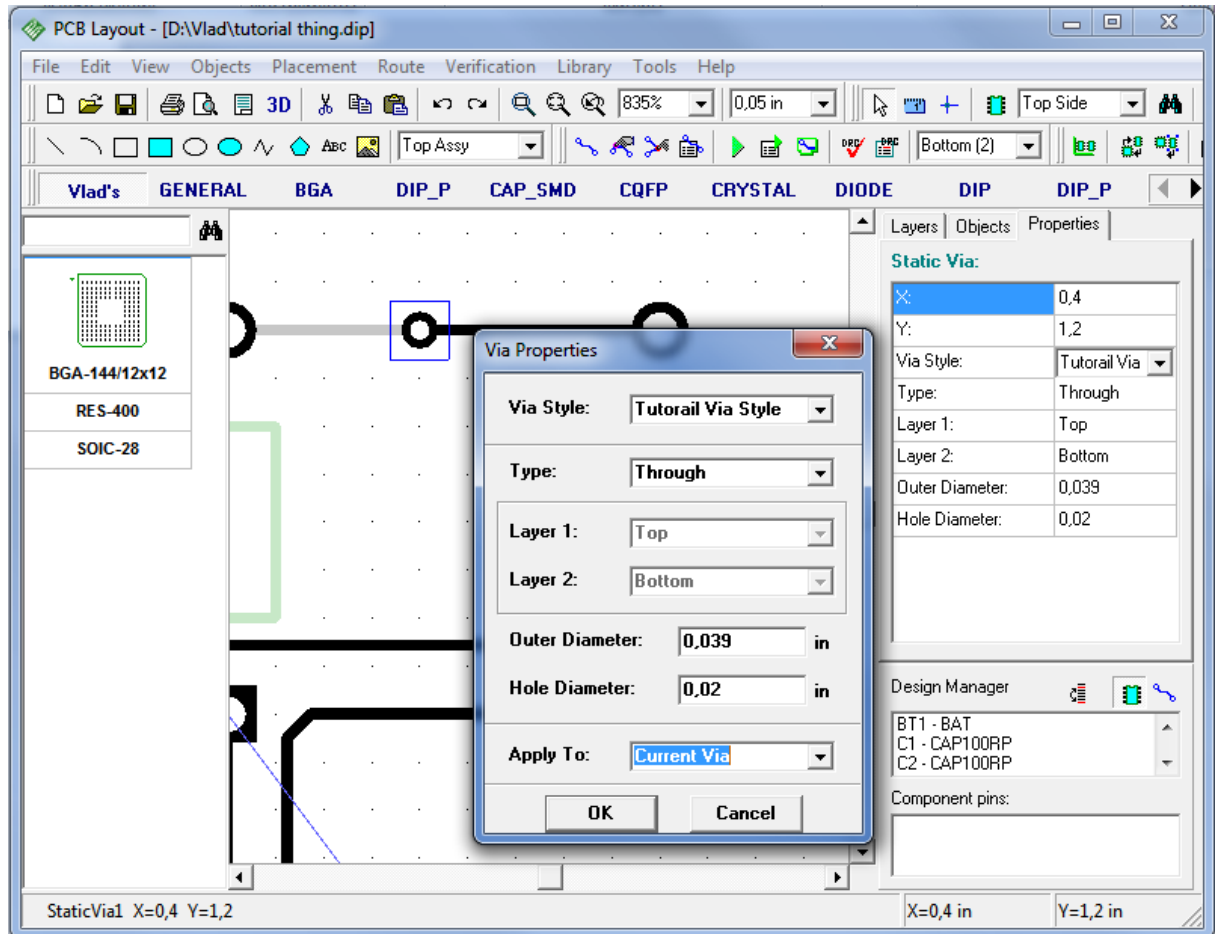 PCB Layout - [D:\Vlad\tutorial thing.dip]
File Edit View Objects Placement Route Verification Library Tools Help
3D 835% 0,05 in Top Side
ABC Top Assy DRC DRC Bottom (2)
Vlad's GENERAL BGA DIP_P CAP_SMD CQFP CRYSTAL DIODE DIP DIP_P
BGA-144/12x12
RES-400
SOIC-28
Via Properties
Via Style: Tutorail Via Style
Type: Through
Layer 1: Top
Layer 2: Bottom
Outer Diameter: 0,039 in
Hole Diameter: 0,02 in
Apply To: Current Via
OK Cancel
Layers Objects Properties
Static Via:
X: 0,4
Y: 1,2
Via Style: Tutorail Via
Type: Through
Layer 1: Top
Layer 2: Bottom
Outer Diameter: 0,039
Hole Diameter: 0,02
Design Manager
BT1 - BAT
C1 - CAP100RP
C2 - CAP100RP
Component pins:
StaticVia1 X=0,4 Y=1,2 X=0,4 in Y=1,2 in